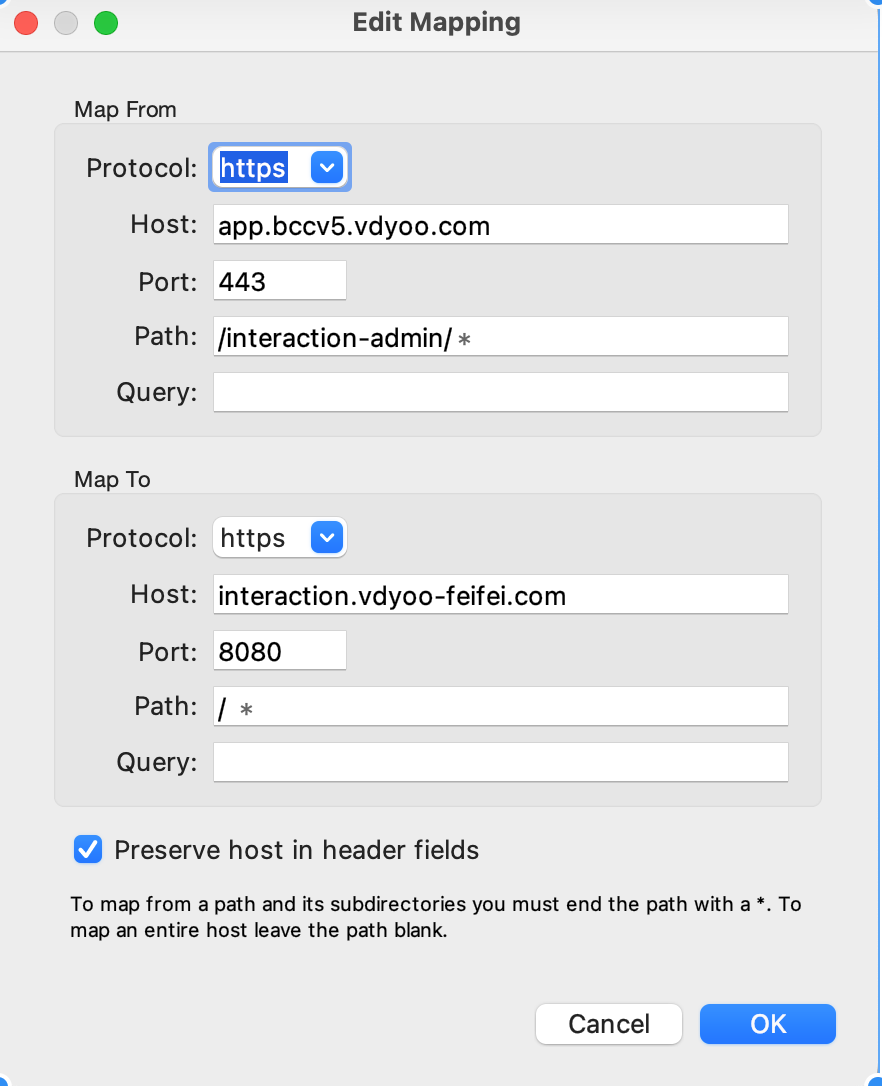 Edit Mapping
Map From
Protocol: https
Host: app.bccv5.vdyoo.com
Port: 443
Path: /interaction-admin/ *
Query:
Map To
Protocol: https
Host: interaction.vdyoo-feifei.com
Port: 8080
Path: / *
Query:
Preserve host in header fields
To map from a path and its subdirectories you must end the path with a *. To
map an entire host leave the path blank.
Cancel OK